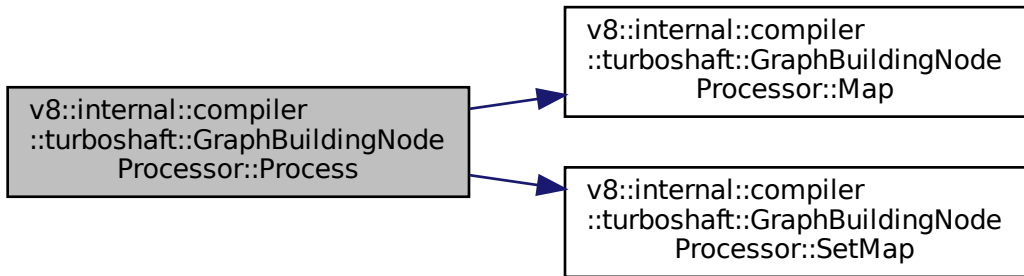 v8::internal::compiler
::turboshaft::GraphBuildingNode
Processor::Process
v8::internal::compiler
::turboshaft::GraphBuildingNode
Processor::Map
v8::internal::compiler
::turboshaft::GraphBuildingNode
Processor::SetMap